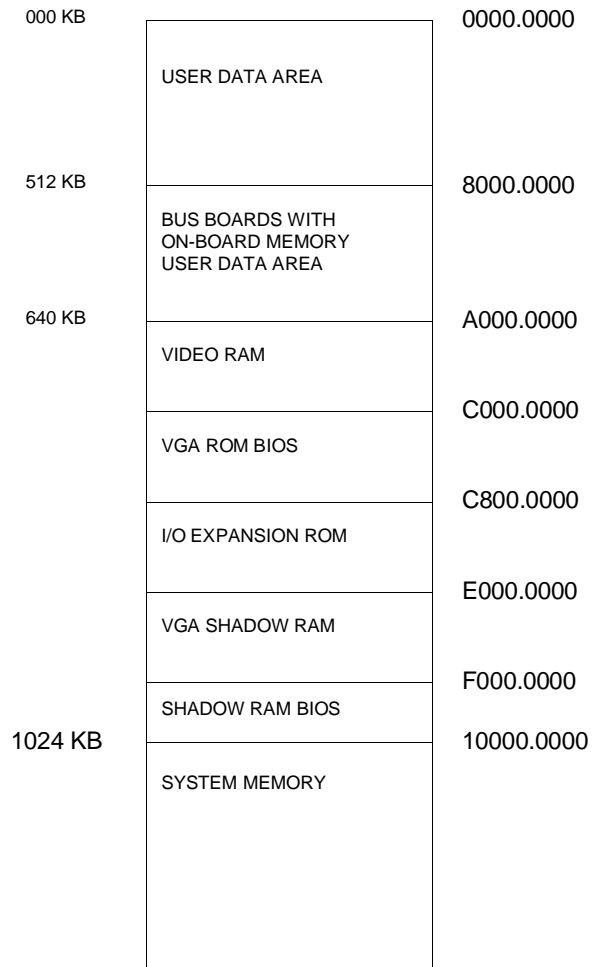 000 KB
0000.0000
USER DATA AREA
512 KB
8000.0000
BUS BOARDS WITH
ON-BOARD MEMORY
USER DATA AREA
640 KB
A000.0000
VIDEO RAM
C000.0000
VGA ROM BIOS
C800.0000
I/O EXPANSION ROM
E000.0000
VGA SHADOW RAM
F000.0000
SHADOW RAM BIOS
1024 KB
10000.0000
SYSTEM MEMORY